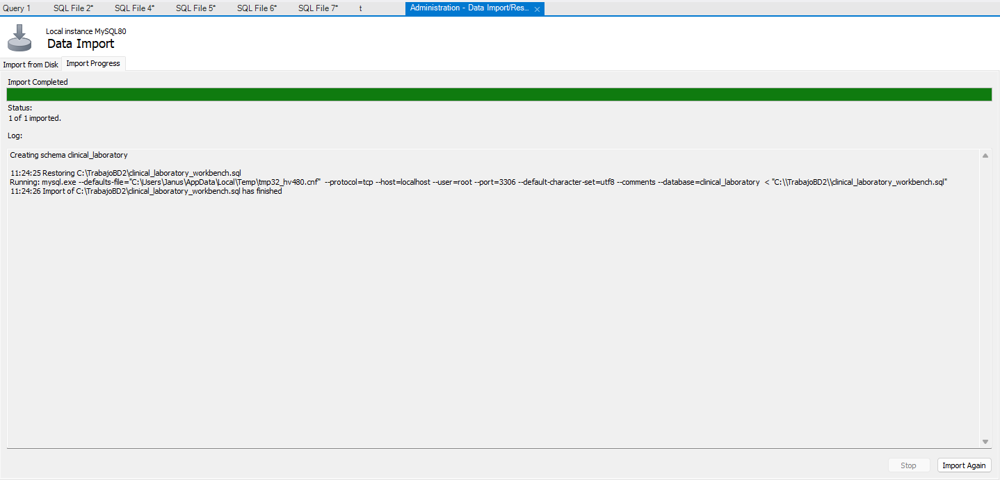 Query 1 SQL File 2* SQL File 4* SQL File 5* SQL File 6* SQL File 7* t Administration - Data Import/Res...
Local instance MySQL80
Data Import
Import from Disk Import Progress
Import Completed
Status:
1 of 1 imported.
Log:
Creating schema clinical_laboratory
11:24:25 Restoring C:\TrabajoBD2\clinical_laboratory_workbench.sql
Running: mysql.exe --defaults-file="C:\Users\Janus\AppData\Local\Temp\tmp32_hv480.cnf" --protocol=tcp --host=localhost --user=root --port=3306 --default-character-set=utf8 --comments --database=clinical_laboratory < "C:\\TrabajoBD2\\clinical_laboratory_workbench.sql"
11:24:26 Import of C:\TrabajoBD2\clinical_laboratory_workbench.sql has finished
Stop Import Again